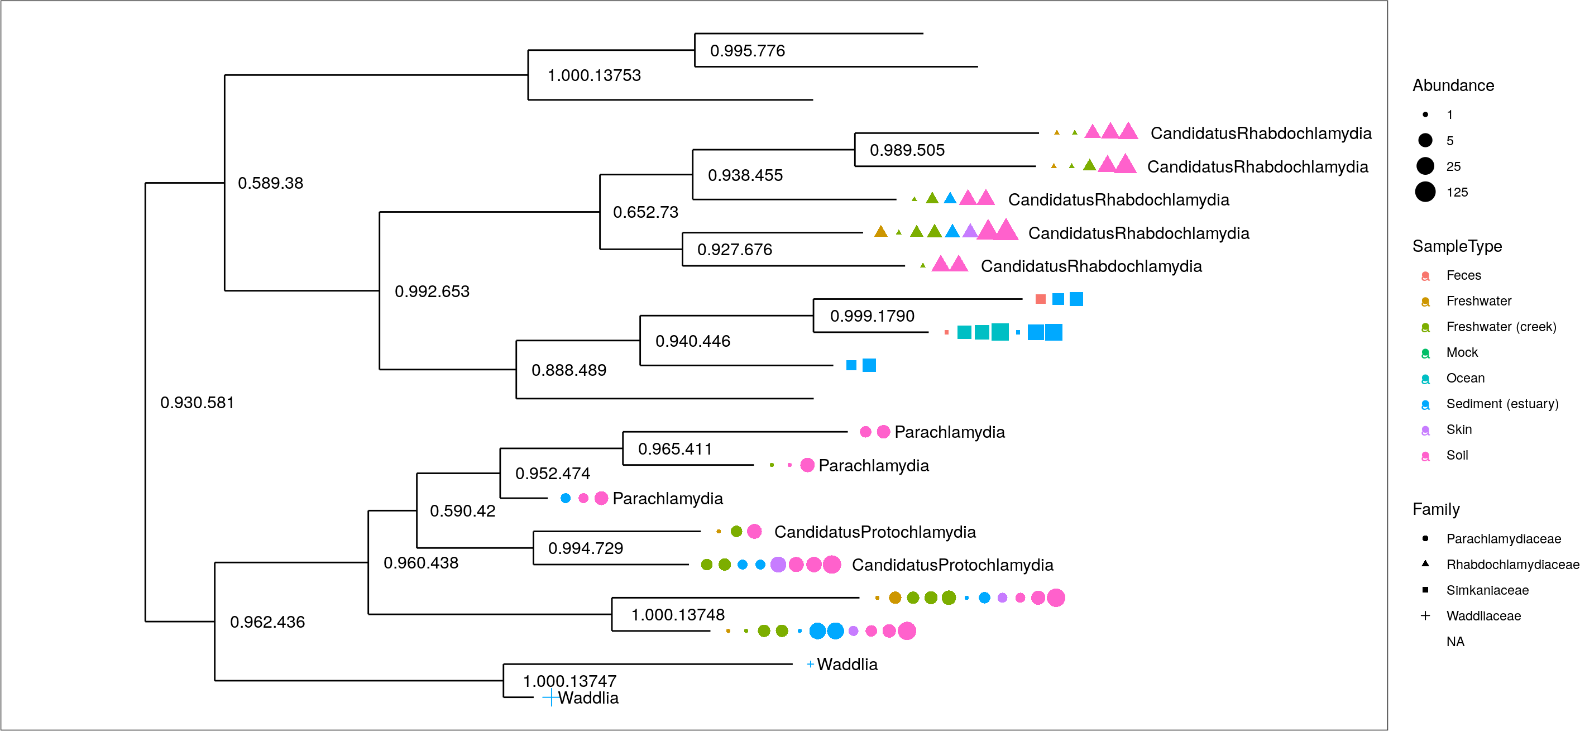 0.995.776
1.000.13753
CandidatusRhabdochlamydia
0.989.505
CandidatusRhabdochlamydia
0.938.455
0.589.38
CandidatusRhabdochlamydia
0.652.73
CandidatusRhabdochlamydia
0.927.676
CandidatusRhabdochlamydia
0.992.653
0.999.1790
0.940.446
0.888.489
0.930.581
Parachlamydia
0.965.411
Parachlamydia
0.952.474
Parachlamydia
0.590.42
CandidatusProtochlamydia
0.994.729
0.960.438
CandidatusProtochlamydia
1.000.13748
0.962.436
Waddlia
1.000.13747
Waddlia
Abundance
1
5
25
125
SampleType
Feces
Freshwater
Freshwater (creek)
Mock
Ocean
Sediment (estuary)
Skin
Soil
Family
Parachlamydiaceae
Rhabdochlamydiaceae
Simkaniaceae
Waddliaceae
NA